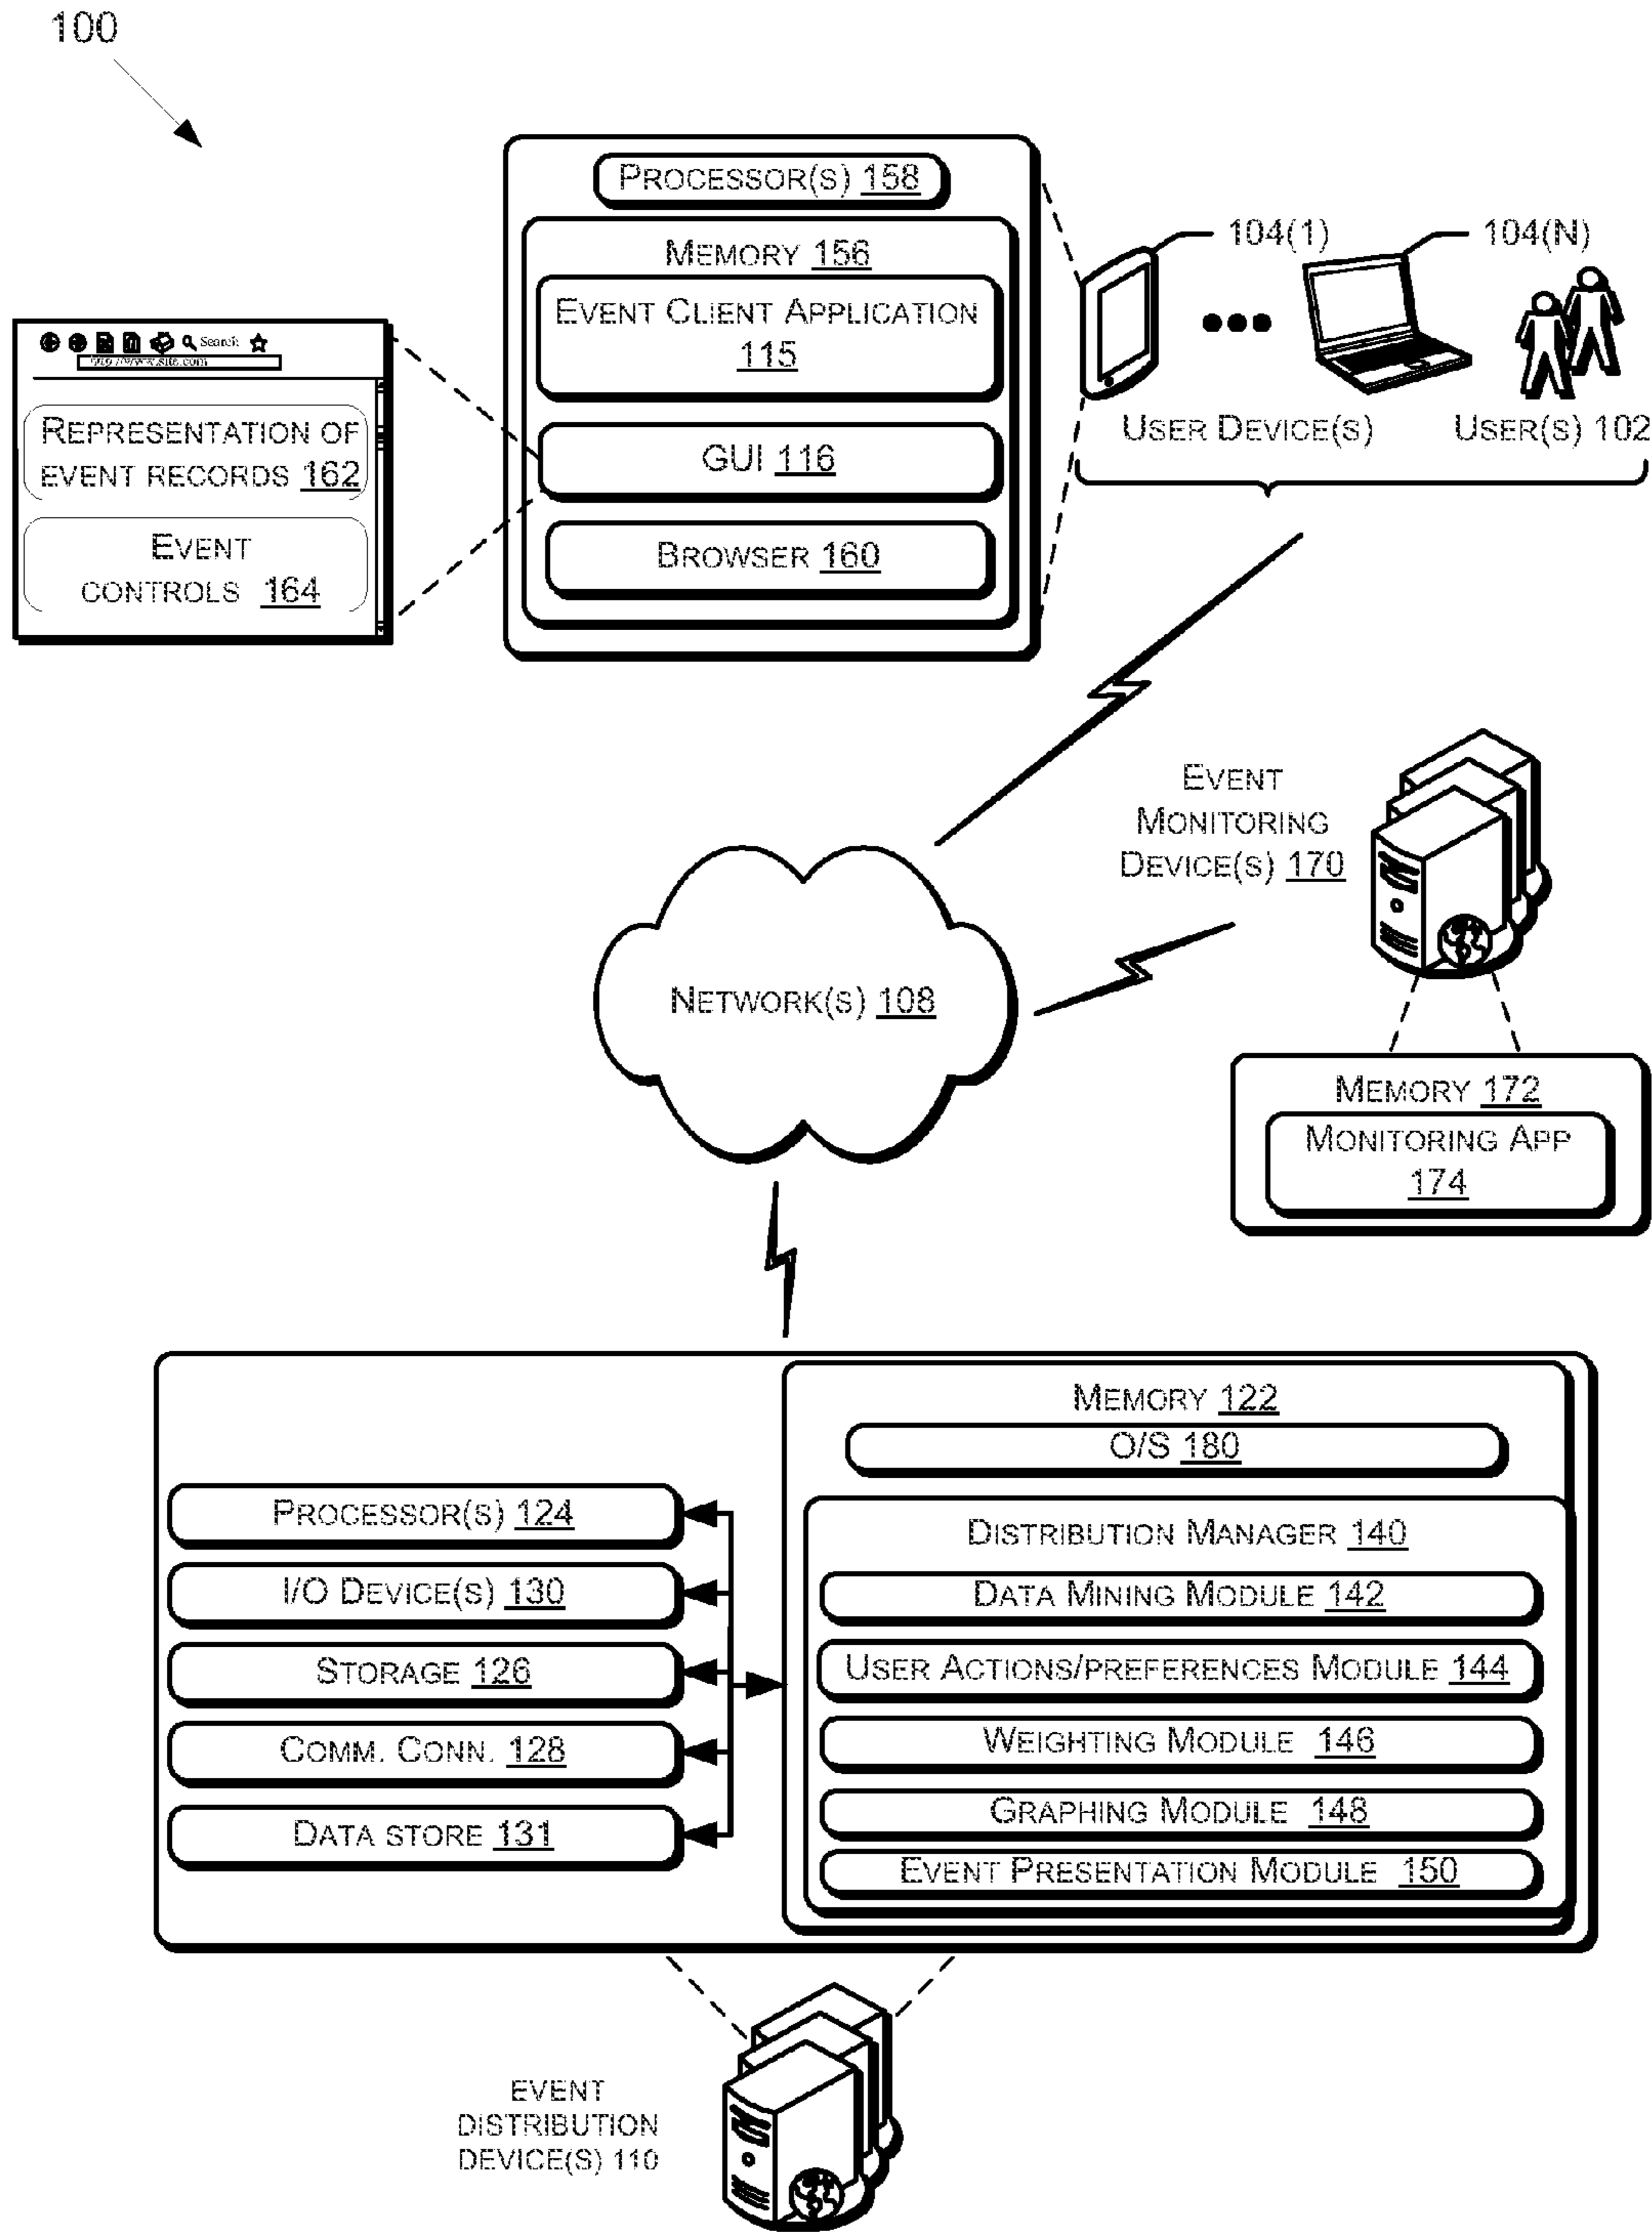 100
PROCESSOR(S) 158
MEMORY 156
EVENT CLIENT APPLICATION
115
GUI 116
BROWSER 160
104(1)
104(N)
USER DEVICE(S)
USER(S) 102
Search
http://www.site.com
REPRESENTATION OF
EVENT RECORDS 162
EVENT
CONTROLS 164
EVENT
MONITORING
DEVICE(S) 170
NETWORK(S) 108
MEMORY 172
MONITORING APP
174
MEMORY 122
O/S 180
PROCESSOR(S) 124
I/O DEVICE(S) 130
STORAGE 126
COMM. CONN. 128
DATA STORE 131
DISTRIBUTION MANAGER 140
DATA MINING MODULE 142
USER ACTIONS/PREFERENCES MODULE 144
WEIGHTING MODULE 146
GRAPHING MODULE 148
EVENT PRESENTATION MODULE 150
EVENT
DISTRIBUTION
DEVICE(S) 110